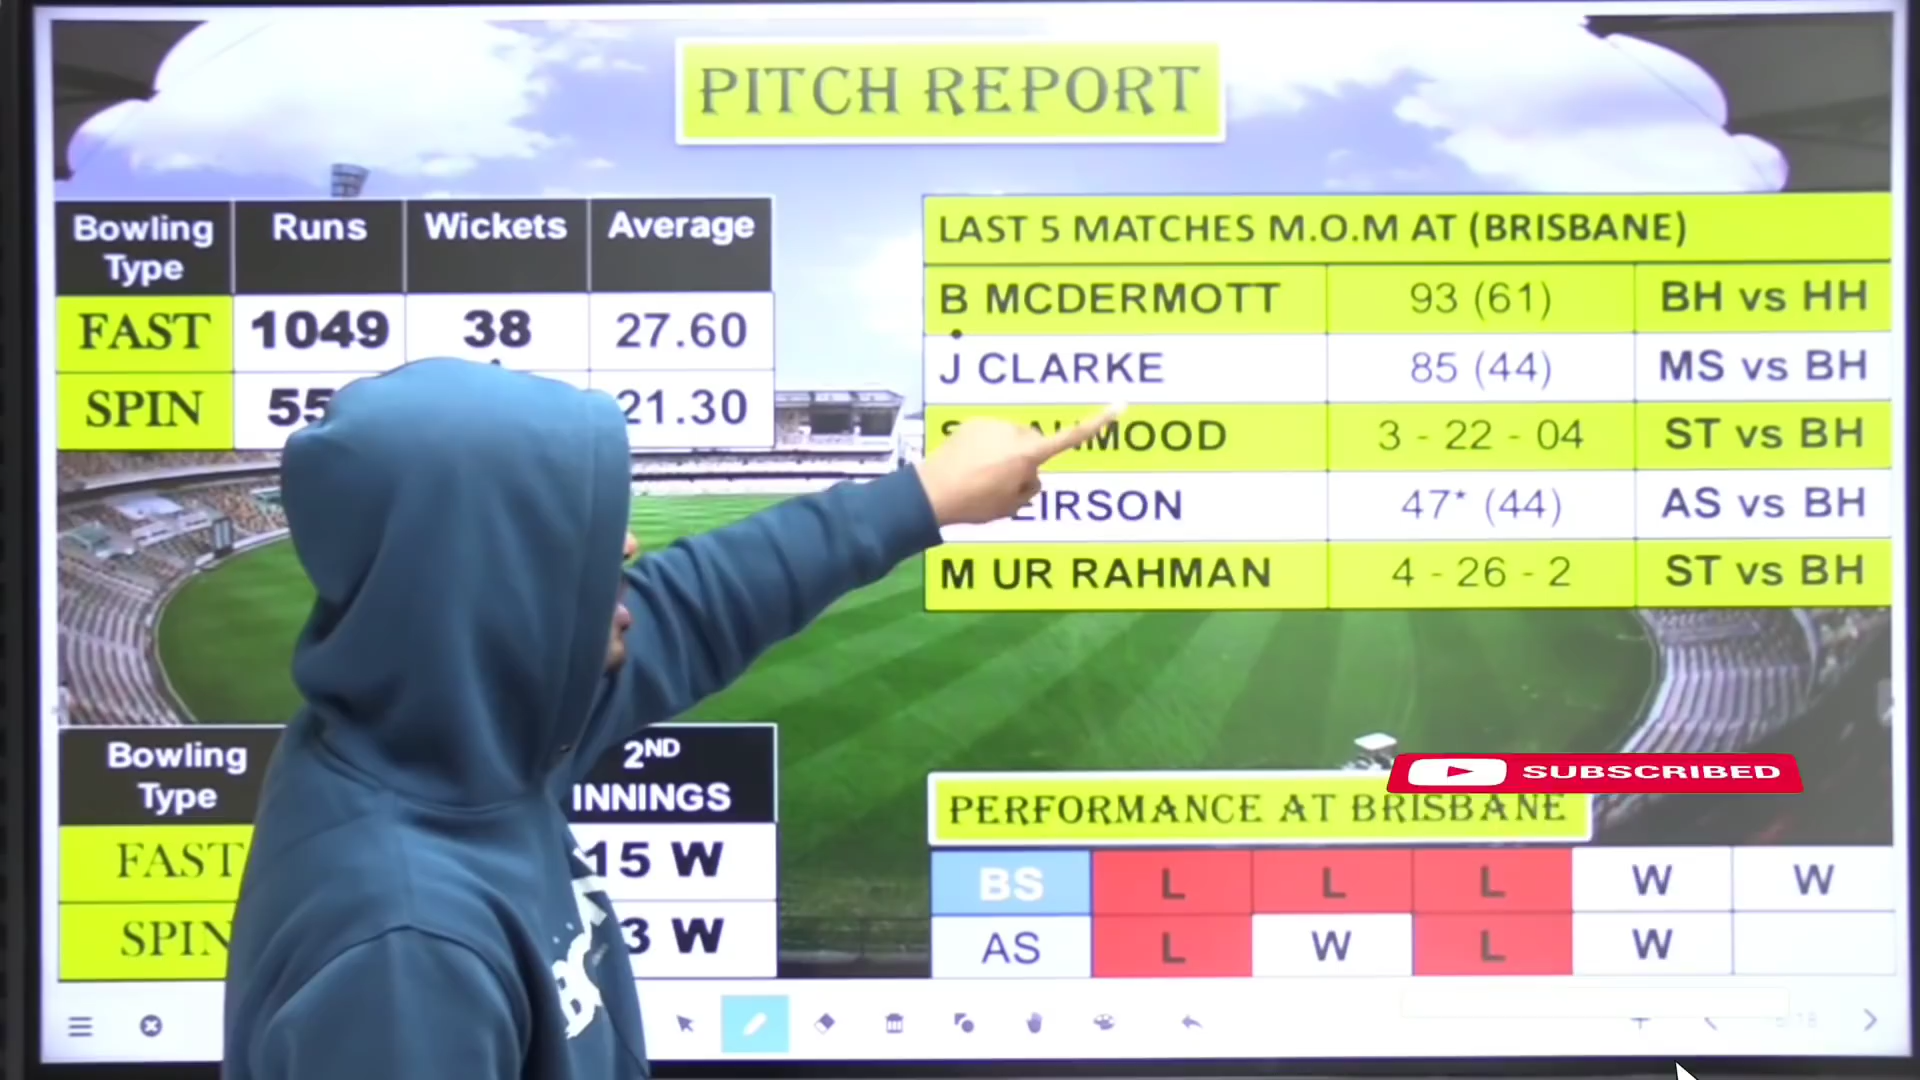 PITCH REPORT
Bowling Type Runs Wickets Average
FAST 1049 38 27.60
SPIN 21.30
LAST 5 MATCHES M.O.M AT (BRISBANE)
B MCDERMOTT 93 (61) BH vs HH
J CLARKE 85 (44) MS vs BH
3 - 22 - 04 ST vs BH
47* (44) AS vs BH
M UR RAHMAN 4 - 26 - 2 ST vs BH
Bowling Type 2ND INNINGS
FAST 15 W
SPIN 3 W
SUBSCRIBED
PERFORMANCE AT BRISBANE
BS L L L W W
AS L W L W